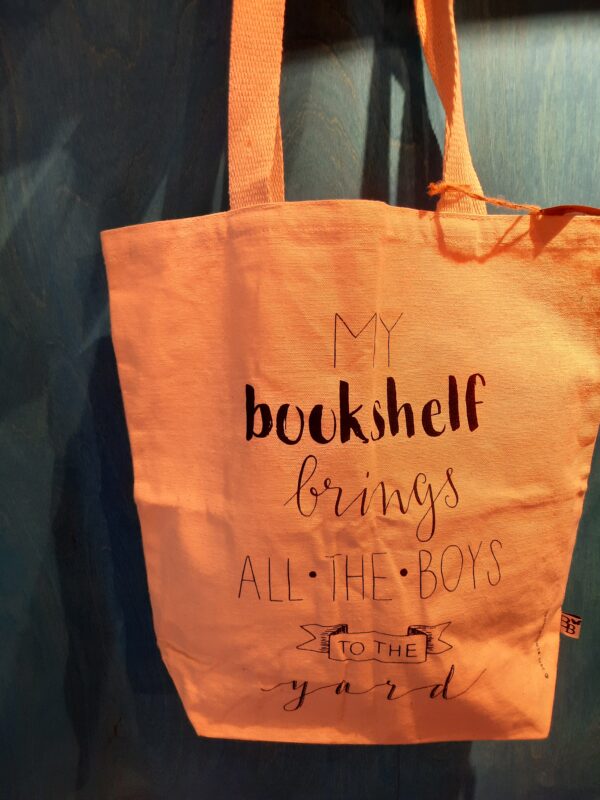 MY
bookshelf
brings
ALL•THE•BOYS
TO THE
yard